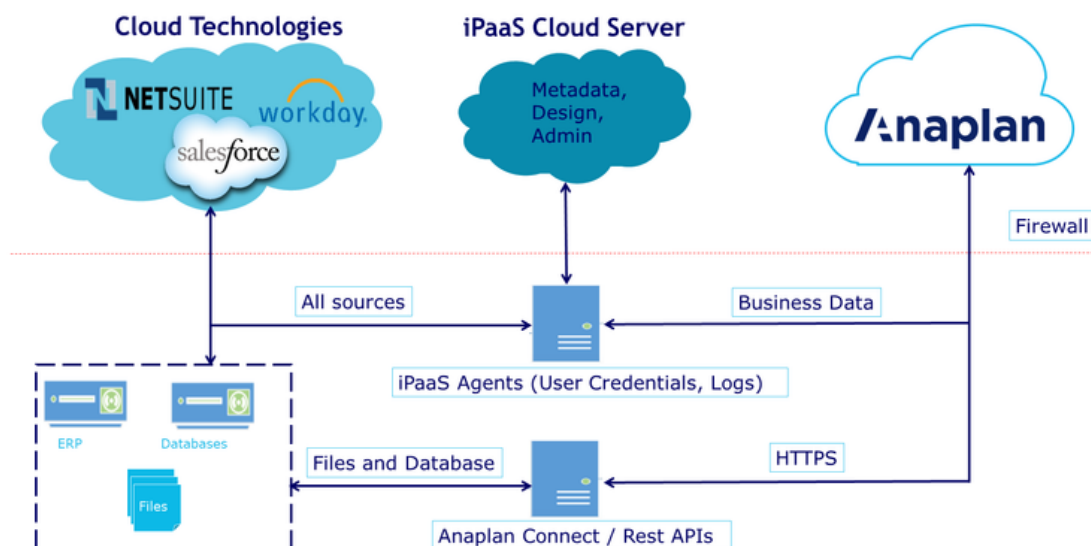 Cloud Technologies
iPaaS Cloud Server
NETSUITE
workday.
salesforce
Metadata,
Design,
Admin
Anaplan
Firewall
All sources
Business Data
iPaaS Agents (User Credentials, Logs)
ERP
Databases
Files
Files and Database
HTTPS
Anaplan Connect / Rest APIs